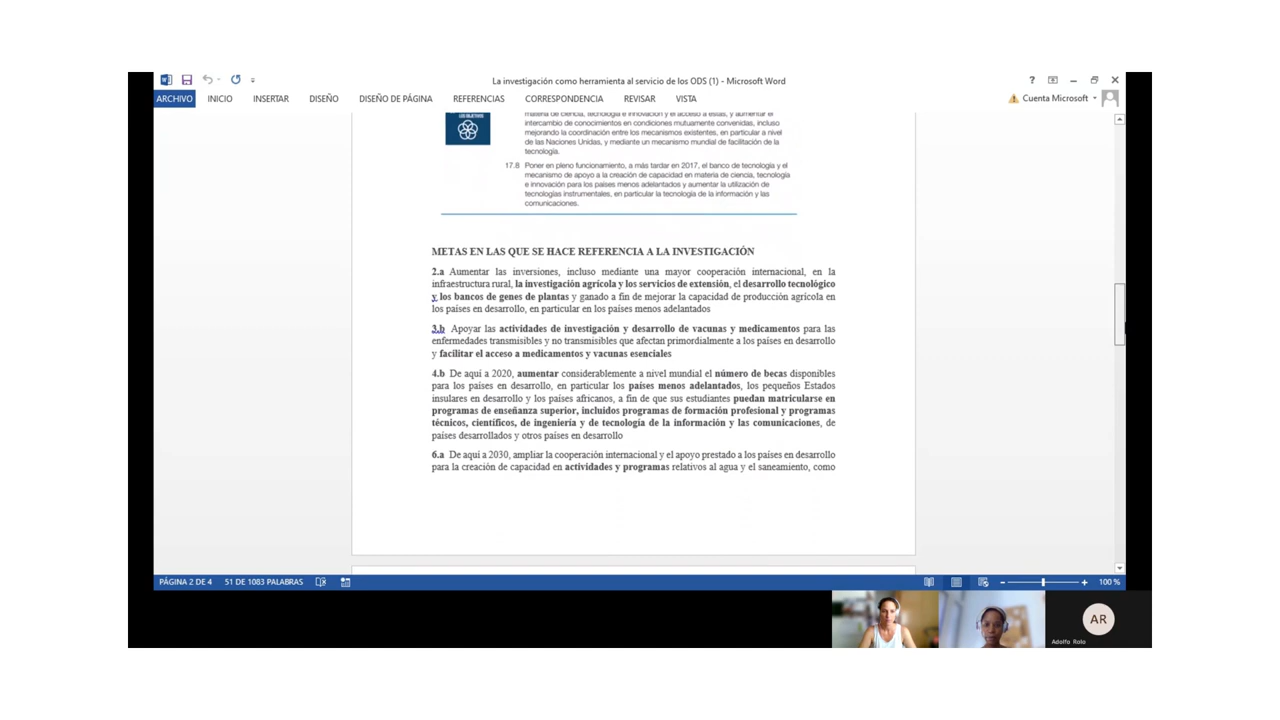 La investigación como herramienta al servicio de los ODS (1) - Microsoft Word
ARCHIVO INICIO INSERTAR DISEÑO DISEÑO DE PÁGINA REFERENCIAS CORRESPONDENCIA REVISAR VISTA Cuenta Microsoft
materia de ciencia, tecnología e innovación y el acceso a estas, y aumentar el
intercambio de conocimientos en condiciones mutuamente convenidas, incluso
mejorando la coordinación entre los mecanismos existentes, en particular a nivel
de las Naciones Unidas, y mediante un mecanismo mundial de facilitación de la
tecnología.
LOS OBJETIVOS
17.8 Poner en pleno funcionamiento, a más tardar en 2017, el banco de tecnología y el
mecanismo de apoyo a la creación de capacidad en materia de ciencia, tecnología
e innovación para los países menos adelantados y aumentar la utilización de
tecnologías instrumentales, en particular la tecnología de la información y las
comunicaciones.
METAS EN LAS QUE SE HACE REFERENCIA A LA INVESTIGACIÓN
2.a Aumentar las inversiones, incluso mediante una mayor cooperación internacional, en la
infraestructura rural, la investigación agrícola y los servicios de extensión, el desarrollo tecnológico
y los bancos de genes de plantas y ganado a fin de mejorar la capacidad de producción agrícola en
los países en desarrollo, en particular en los países menos adelantados
3.b Apoyar las actividades de investigación y desarrollo de vacunas y medicamentos para las
enfermedades transmisibles y no transmisibles que afectan primordialmente a los países en desarrollo
y facilitar el acceso a medicamentos y vacunas esenciales
4.b De aquí a 2020, aumentar considerablemente a nivel mundial el número de becas disponibles
para los países en desarrollo, en particular los países menos adelantados, los pequeños Estados
insulares en desarrollo y los países africanos, a fin de que sus estudiantes puedan matricularse en
programas de enseñanza superior, incluidos programas de formación profesional y programas
técnicos, científicos, de ingeniería y de tecnología de la información y las comunicaciones, de
países desarrollados y otros países en desarrollo
6.a De aquí a 2030, ampliar la cooperación internacional y el apoyo prestado a los países en desarrollo
para la creación de capacidad en actividades y programas relativos al agua y el saneamiento, como
PÁGINA 2 DE 4 51 DE 1083 PALABRAS 100 %
AR
Adolfo Rolo